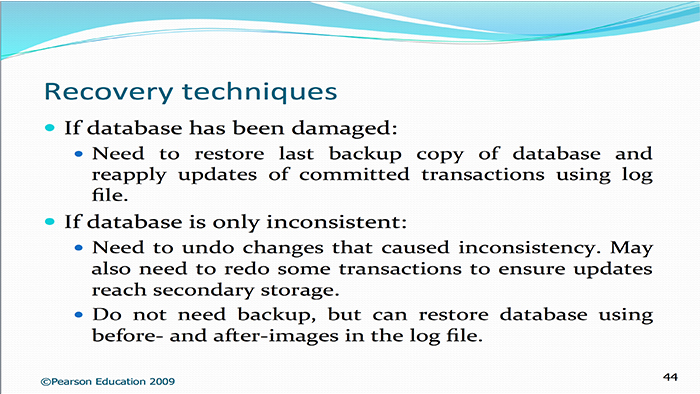 Recovery techniques
If database has been damaged:
Need to restore last backup copy of database and
reapply updates of committed transactions using log
file.
If database is only inconsistent:
Need to undo changes that caused inconsistency. May
also need to redo some transactions to ensure updates
reach secondary storage.
Do not need backup, but can restore database using
before- and after-images in the log file.
©Pearson Education 2009
44